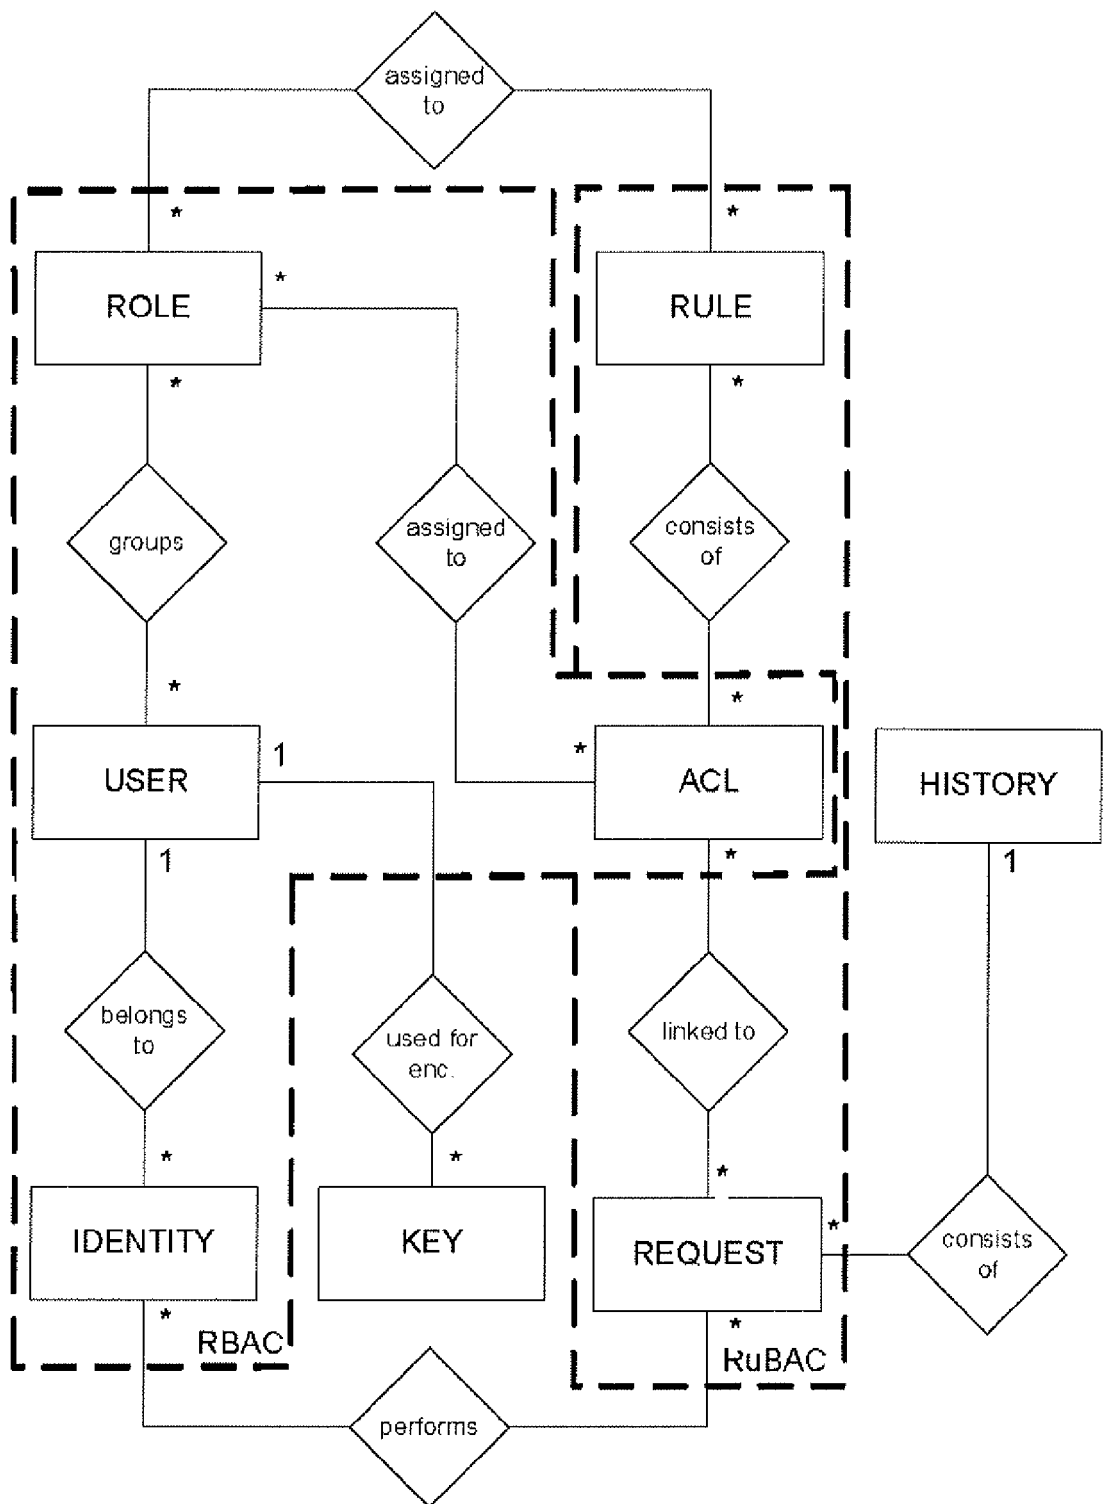 assigned
to
*
*
ROLE
*
RULE
*
*
groups
assigned
to
consists
of
*
*
USER
1
*
ACL
HISTORY
1
*
1
belongs
to
used for
enc.
linked to
*
*
*
IDENTITY
KEY
REQUEST
*
consists
of
*
RBAC
*
RuBAC
performs